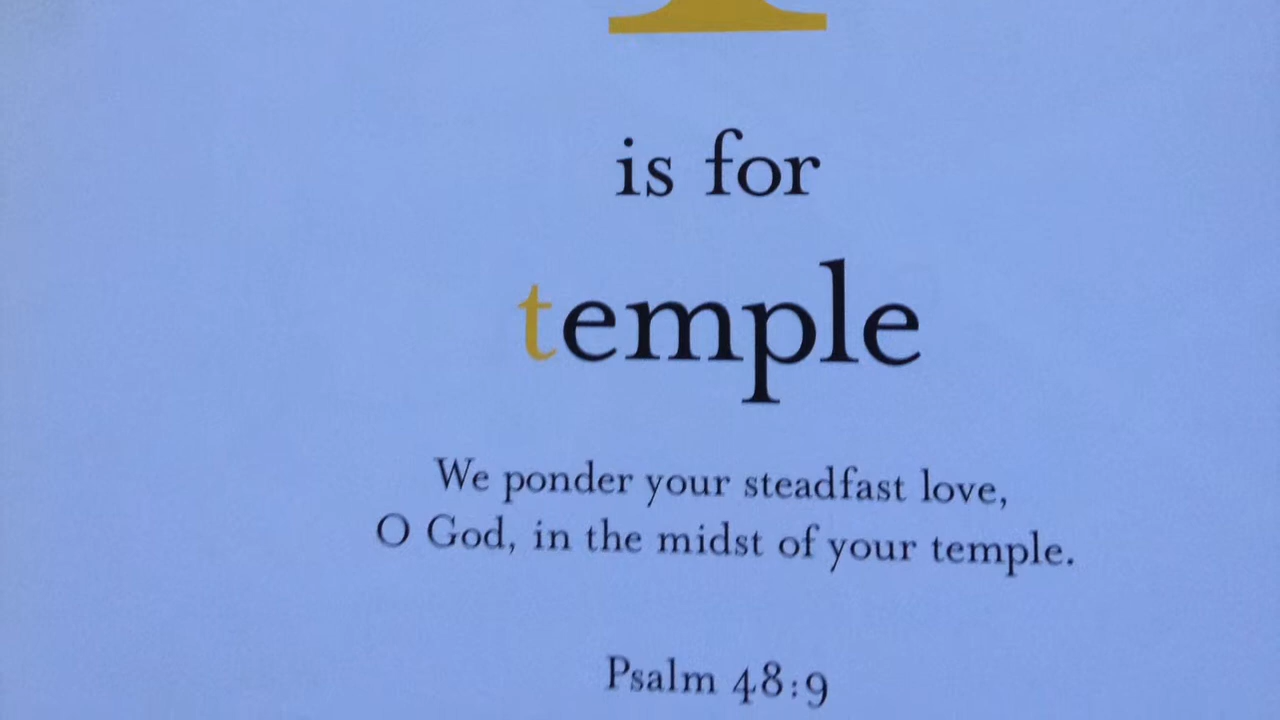 is for
temple
We ponder your steadfast love,
O God, in the midst of your temple.
Psalm 48:9